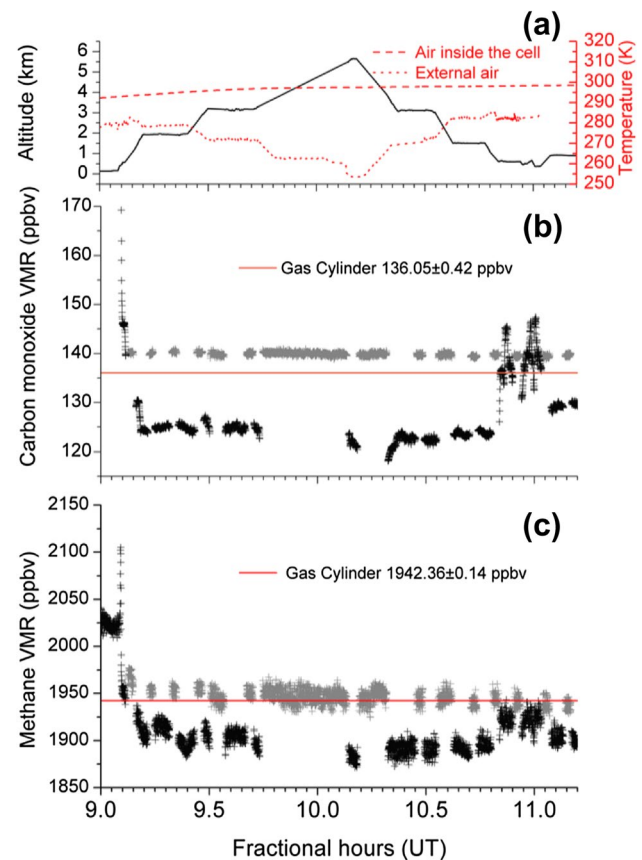 (a)
Altitude (km)
6
5
4
3
2
1
0
Air inside the cell
External air
320
310
300
290
280
270
260
250
Temperature (K)
(b)
Carbon monoxide VMR (ppbv)
170
160
150
140
130
120
Gas Cylinder 136.05±0.42 ppbv
(c)
Methane VMR (ppbv)
2150
2100
2050
2000
1950
1900
1850
Gas Cylinder 1942.36±0.14 ppbv
9.0 9.5 10.0 10.5 11.0
Fractional hours (UT)